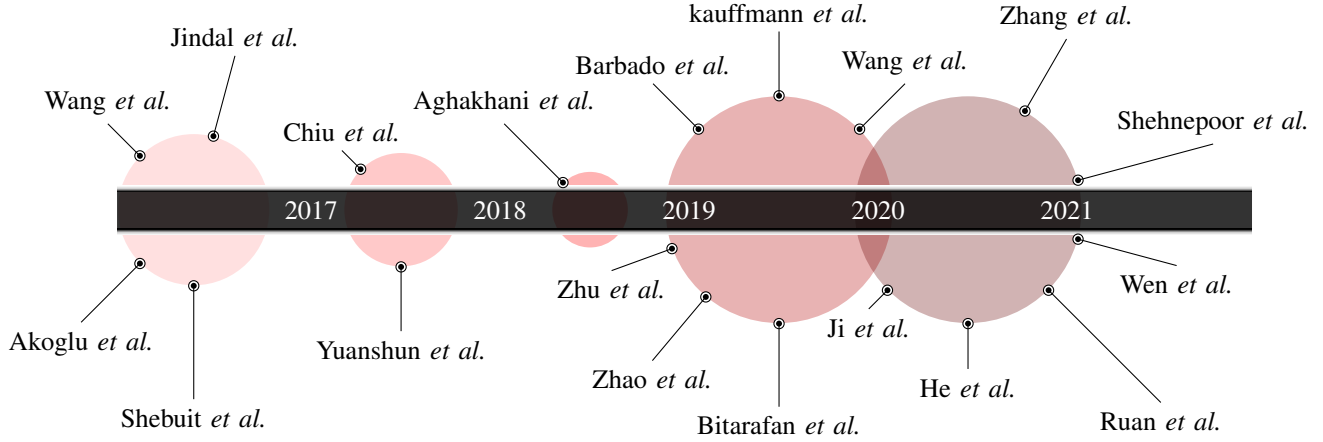 kauffmann et al.
Zhang et al.
Jindal et al.
Wang et al.
Barbado et al.
Wang et al.
Aghakhani et al.
Chiu et al.
Shehnepoor et al.
2017
2018
2019
2020
2021
Zhu et al.
Wen et al.
Ji et al.
Akoglu et al.
Yuanshun et al.
Zhao et al.
He et al.
Shebuit et al.
Bitarafan et al.
Ruan et al.